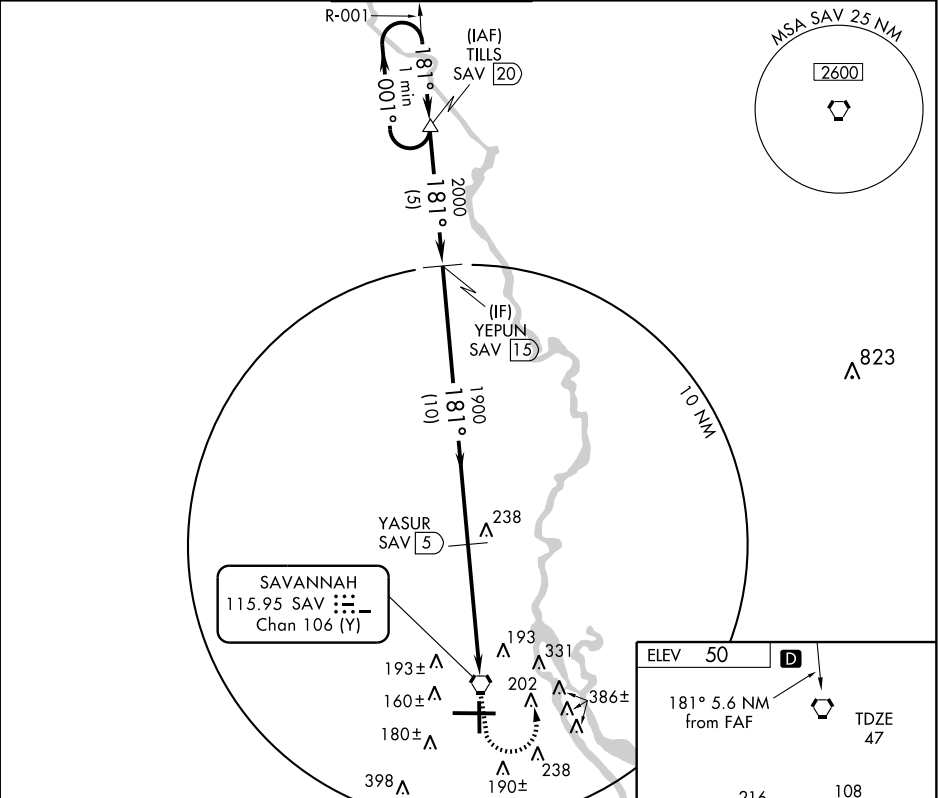 R-001
181°
1 min
001°
(IAF)
TILLS
SAV 20
MSA SAV 25 NM
2600
2000
181°
(5)
(IF)
YEPUN
SAV 15
1900
181°
(10)
10 NM
823
238
YASUR
SAV 5
SAVANNAH
115.95 SAV
Chan 106 (Y)
193
331
193±
202
386±
160±
180±
238
190±
398
ELEV 50
D
181° 5.6 NM
from FAF
TDZE
47
216
108